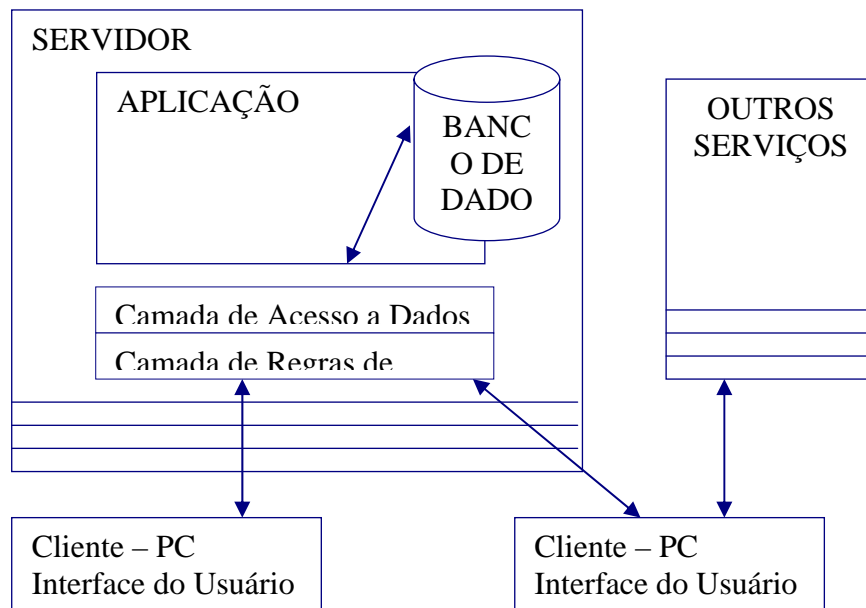 SERVIDOR
APLICAÇÃO
BANC
O DE
DADO
OUTROS
SERVIÇOS
Camada de Acesso a Dados
Camada de Regras de
Cliente – PC
Interface do Usuário
Cliente – PC
Interface do Usuário